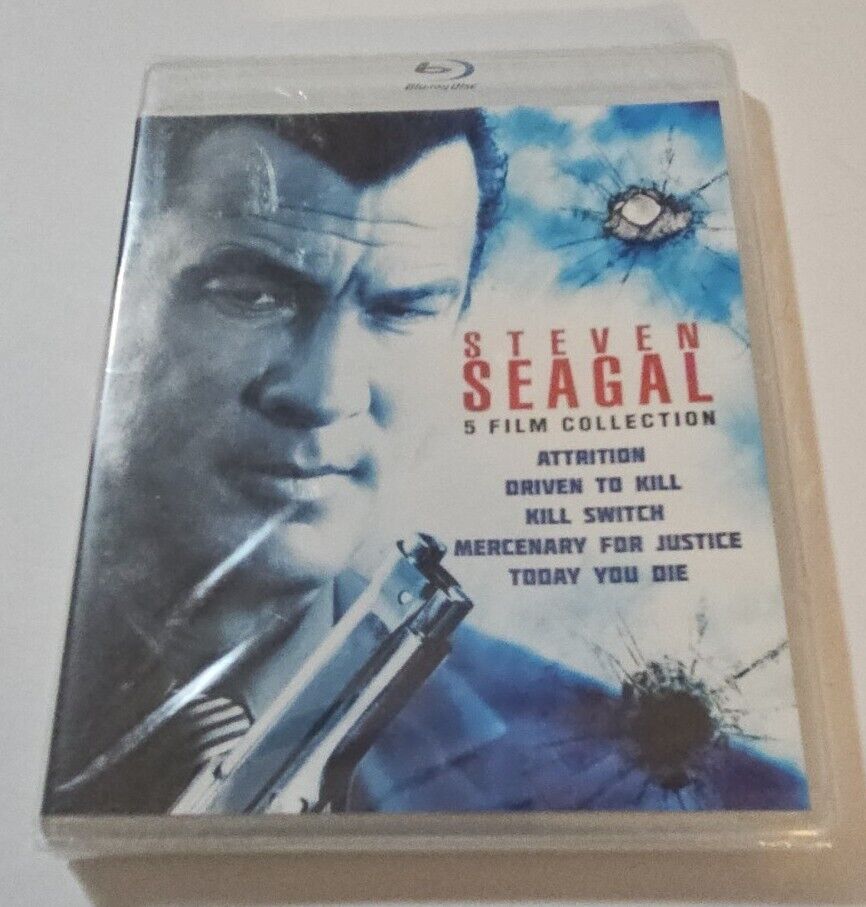 Blu-ray Disc
STEVEN
SEAGAL
5 FILM COLLECTION
ATTRITION
DRIVEN TO KILL
KILL SWITCH
MERCENARY FOR JUSTICE
TODAY YOU DIE